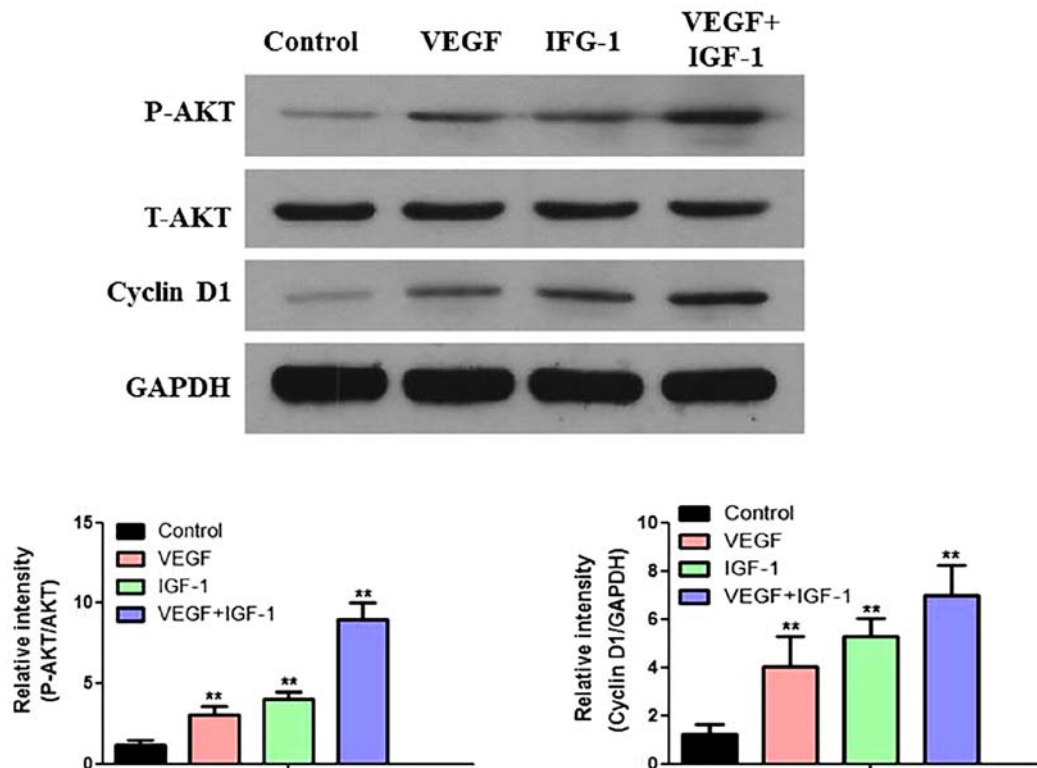 Control VEGF IFG-1 VEGF+
IGF-1
P-AKT
T-AKT
Cyclin D1
GAPDH
Relative intensity
(P-AKT/AKT)
15
10
5
0
Control
VEGF
IGF-1
VEGF+IGF-1
**
**
**
Relative intensity
(Cyclin D1/GAPDH)
10
8
6
4
2
0
Control
VEGF
IGF-1
VEGF+IGF-1
**
**
**